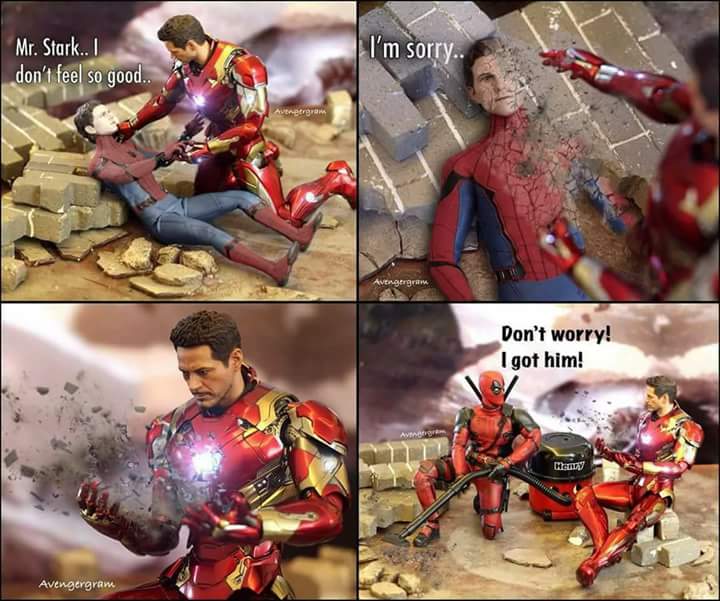 Mr. Stark.. I
don't feel so good..
Avengergram
I'm sorry..
Avengergram
Avengergram
Don't worry!
I got him!
Avengergram
Henry